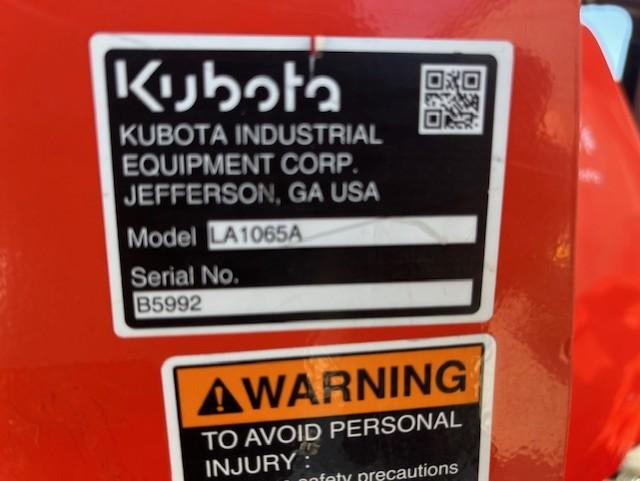 Kubota
KUBOTA INDUSTRIAL
EQUIPMENT CORP.
JEFFERSON, GA USA
Model LA1065A
Serial No.
B5992
WARNING
TO AVOID PERSONAL
INJURY :
safety precautions